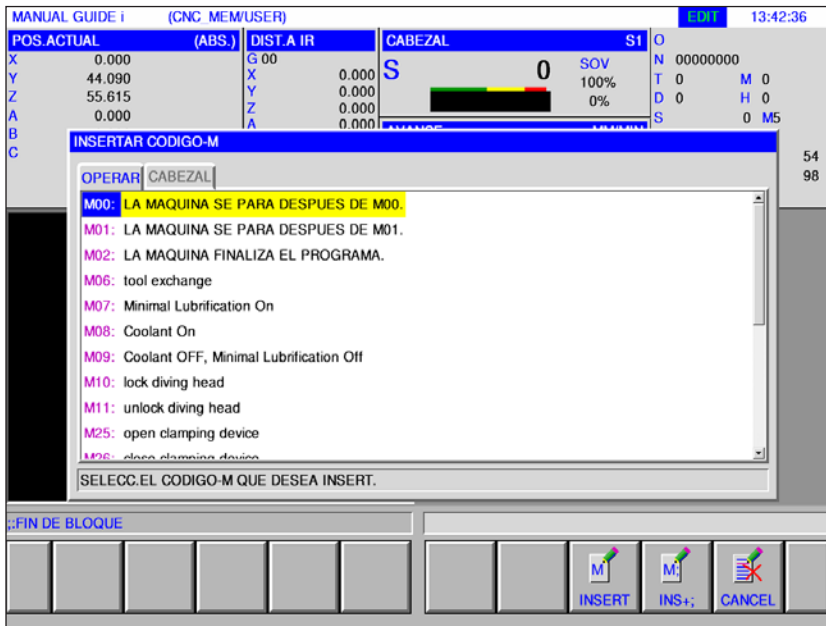 MANUAL GUIDE i (CNC_MEM/USER) EDIT 13:42:36
POS.ACTUAL (ABS.) DIST.A IR CABEZAL S1 O
X 0.000 G 00 S 0 SOV N 00000000
Y 44.090 X 0.000 100% T 0 M 0
Z 55.615 Y 0.000 0% D 0 H 0
A 0.000 Z 0.000 S 0 M5
B A 0.000
C 54
98
INSERTAR CODIGO-M
OPERAR CABEZAL
M00: LA MAQUINA SE PARA DESPUES DE M00.
M01: LA MAQUINA SE PARA DESPUES DE M01.
M02: LA MAQUINA FINALIZA EL PROGRAMA.
M06: tool exchange
M07: Minimal Lubrification On
M08: Coolant On
M09: Coolant OFF, Minimal Lubrification Off
M10: lock diving head
M11: unlock diving head
M25: open clamping device
M26: close clamping device
SELECC.EL CODIGO-M QUE DESEA INSERT.
;:FIN DE BLOQUE
M M;
INSERT INS+; CANCEL